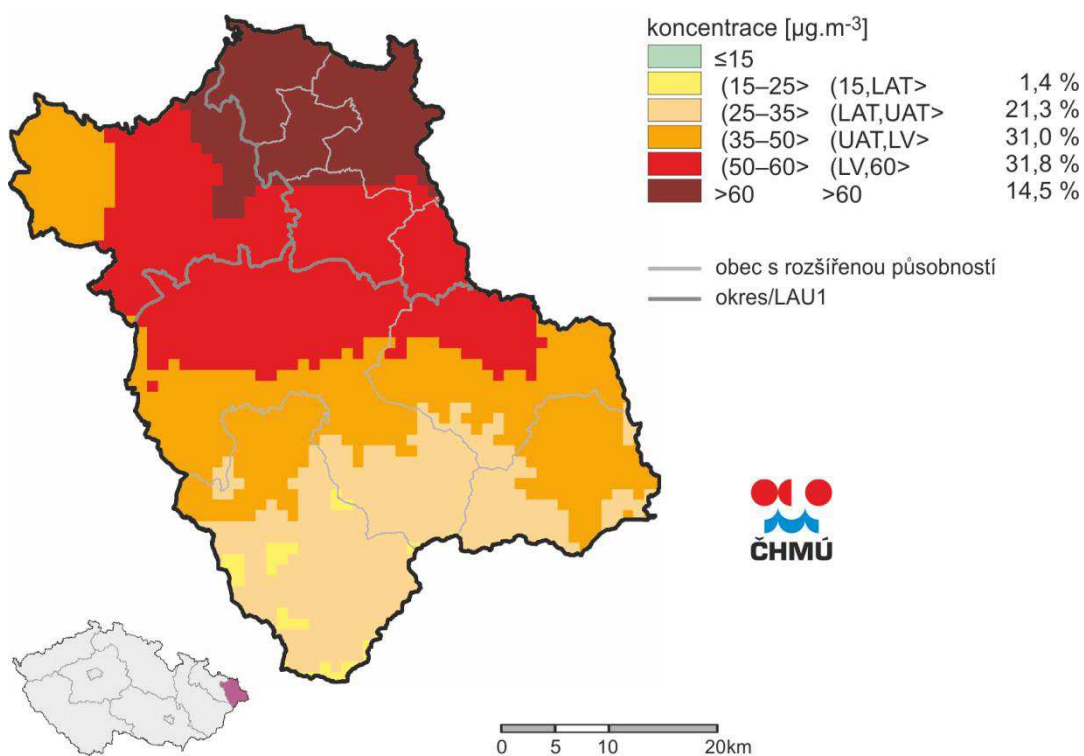 koncentrace [µg.m⁻³]
≤15
(15–25> (15,LAT> 1,4 %
(25–35> (LAT,UAT> 21,3 %
(35–50> (UAT,LV> 31,0 %
(50–60> (LV,60> 31,8 %
>60 >60 14,5 %
obec s rozšířenou působností
okres/LAU1
ČHMÚ
0 5 10 20km